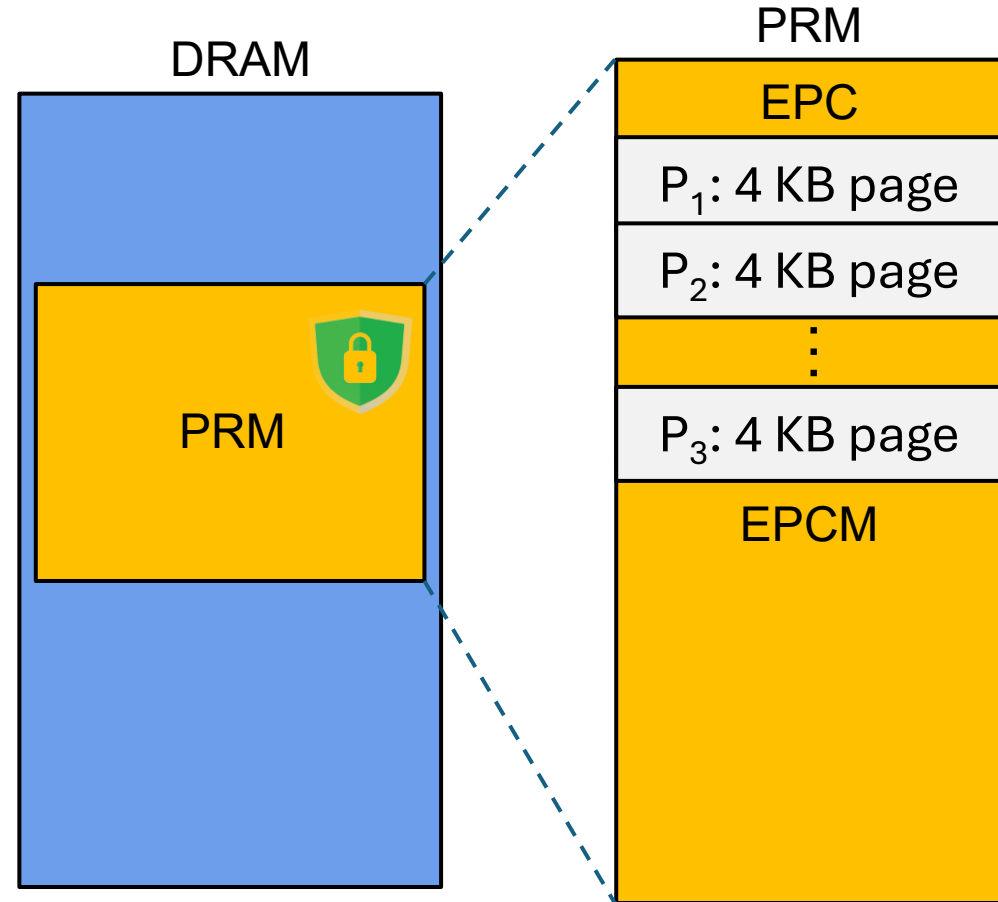 DRAM
PRM
PRM
EPC
P₁: 4 KB page
P₂: 4 KB page
⋮
P₃: 4 KB page
EPCM